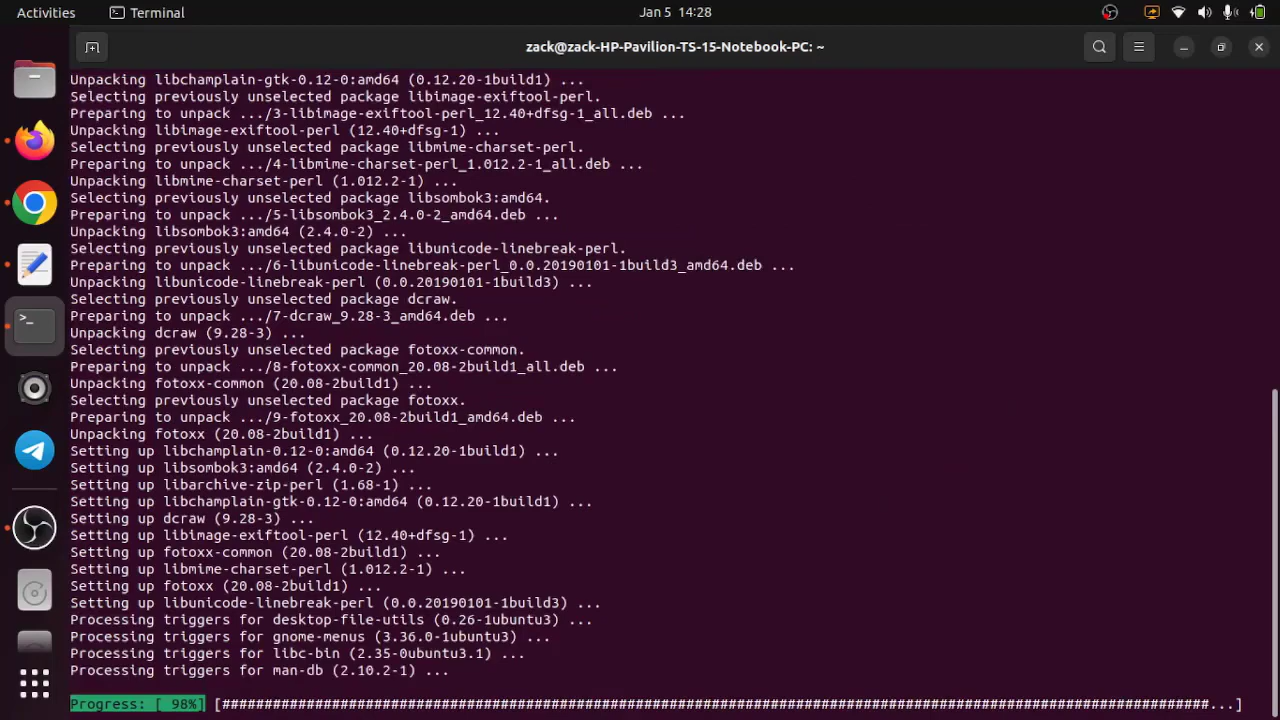 Activities
Terminal
Jan 5 14:28
zack@zack-HP-Pavilion-TS-15-Notebook-PC: ~
Unpacking libchamplain-gtk-0.12-0:amd64 (0.12.20-1build1) ...
Selecting previously unselected package libimage-exiftool-perl.
Preparing to unpack .../3-libimage-exiftool-perl_12.40+dfsg-1_all.deb ...
Unpacking libimage-exiftool-perl (12.40+dfsg-1) ...
Selecting previously unselected package libmime-charset-perl.
Preparing to unpack .../4-libmime-charset-perl_1.012.2-1_all.deb ...
Unpacking libmime-charset-perl (1.012.2-1) ...
Selecting previously unselected package libsombok3:amd64.
Preparing to unpack .../5-libsombok3_2.4.0-2_amd64.deb ...
Unpacking libsombok3:amd64 (2.4.0-2) ...
Selecting previously unselected package libunicode-linebreak-perl.
Preparing to unpack .../6-libunicode-linebreak-perl_0.0.20190101-1build3_amd64.deb ...
Unpacking libunicode-linebreak-perl (0.0.20190101-1build3) ...
Selecting previously unselected package dcraw.
Preparing to unpack .../7-dcraw_9.28-3_amd64.deb ...
Unpacking dcraw (9.28-3) ...
Selecting previously unselected package fotoxx-common.
Preparing to unpack .../8-fotoxx-common_20.08-2build1_all.deb ...
Unpacking fotoxx-common (20.08-2build1) ...
Selecting previously unselected package fotoxx.
Preparing to unpack .../9-fotoxx_20.08-2build1_amd64.deb ...
Unpacking fotoxx (20.08-2build1) ...
Setting up libchamplain-0.12-0:amd64 (0.12.20-1build1) ...
Setting up libsombok3:amd64 (2.4.0-2) ...
Setting up libarchive-zip-perl (1.68-1) ...
Setting up libchamplain-gtk-0.12-0:amd64 (0.12.20-1build1) ...
Setting up dcraw (9.28-3) ...
Setting up libimage-exiftool-perl (12.40+dfsg-1) ...
Setting up fotoxx-common (20.08-2build1) ...
Setting up libmime-charset-perl (1.012.2-1) ...
Setting up fotoxx (20.08-2build1) ...
Setting up libunicode-linebreak-perl (0.0.20190101-1build3) ...
Processing triggers for desktop-file-utils (0.26-1ubuntu3) ...
Processing triggers for gnome-menus (3.36.0-1ubuntu3) ...
Processing triggers for libc-bin (2.35-0ubuntu3.1) ...
Processing triggers for man-db (2.10.2-1) ...
Progress: [ 98%] [#####################################################################################################################...]